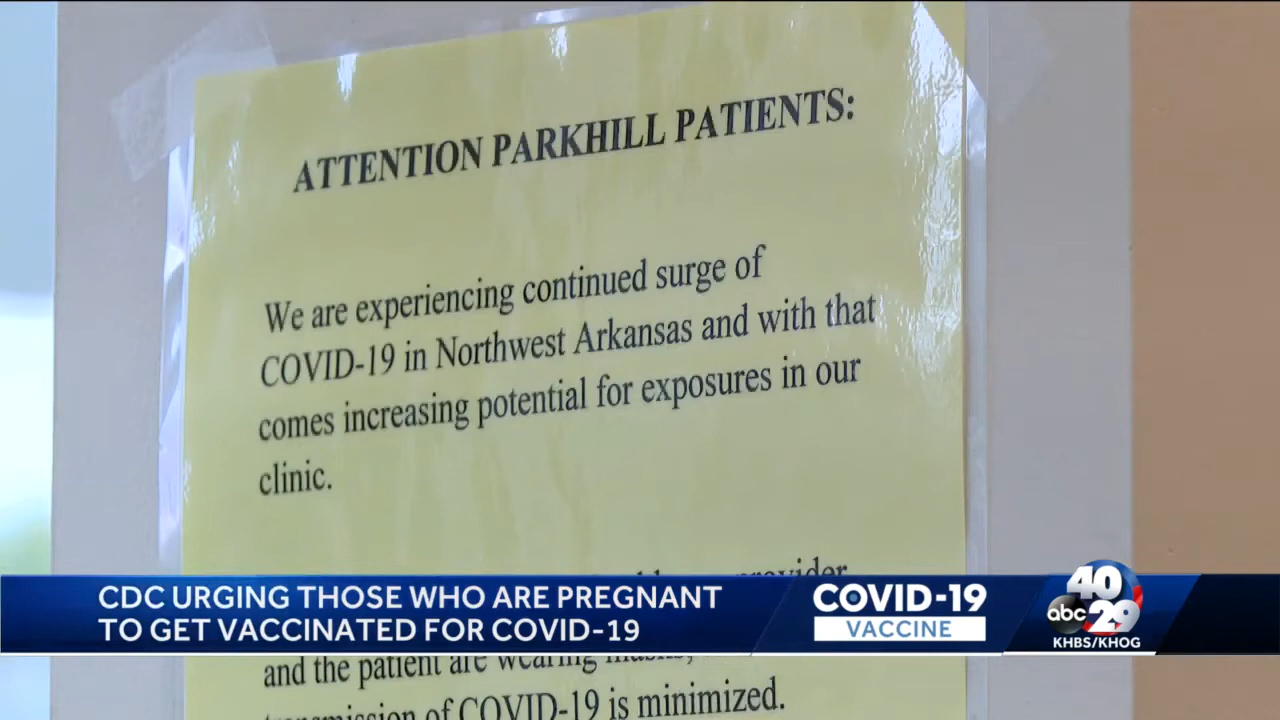 ATTENTION PARKHILL PATIENTS:
We are experiencing continued surge of
COVID-19 in Northwest Arkansas and with that
comes increasing potential for exposures in our
clinic.
provider
CDC URGING THOSE WHO ARE PREGNANT
TO GET VACCINATED FOR COVID-19
COVID-19
VACCINE
40
abc 29
KHBS/KHOG
and the patient are wearing masks,
transmission of COVID-19 is minimized.